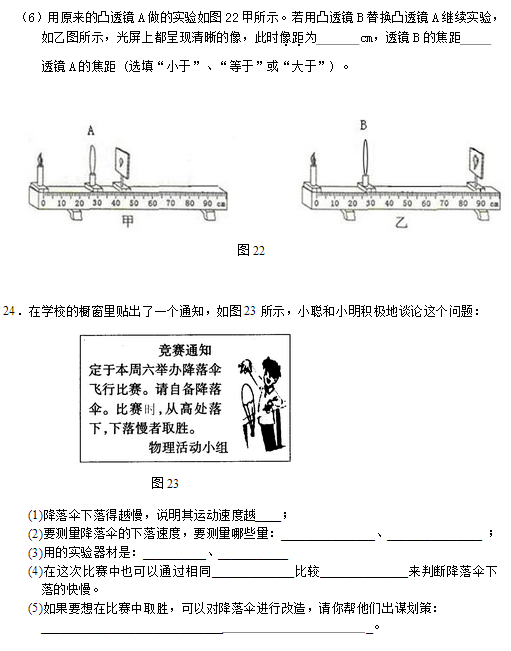 (6) 用原来的凸透镜A做的实验如图22甲所示。若用凸透镜B替换凸透镜A继续实验，
如乙图所示，光屏上都呈现清晰的像，此时像距为______cm，透镜B的焦距_____
透镜A的焦距 (选填“小于”、“等于”或“大于”) 。
A
0 10 20 30 40 50 60 70 80 90 cm
甲
B
0 10 20 30 40 50 60 70 80 90 cm
乙
图22
24．在学校的橱窗里贴出了一个通知，如图23 所示，小聪和小明积极地谈论这个问题：
竞赛通知
定于本周六举办降落伞
飞行比赛。请自备降落
伞。比赛时，从高处落
下，下落慢者取胜。
物理活动小组
图23
(1)降落伞下落得越慢，说明其运动速度越____；
(2)要测量降落伞的下落速度，要测量哪些量：______________、______________ ；
(3)用的实验器材是：_________、__________
(4)在这次比赛中也可以通过相同____________比较_____________来判断降落伞下
落的快慢。
(5)如果要想在比赛中取胜，可以对降落伞进行改造，请你帮他们出谋划策：
________________________________________________。